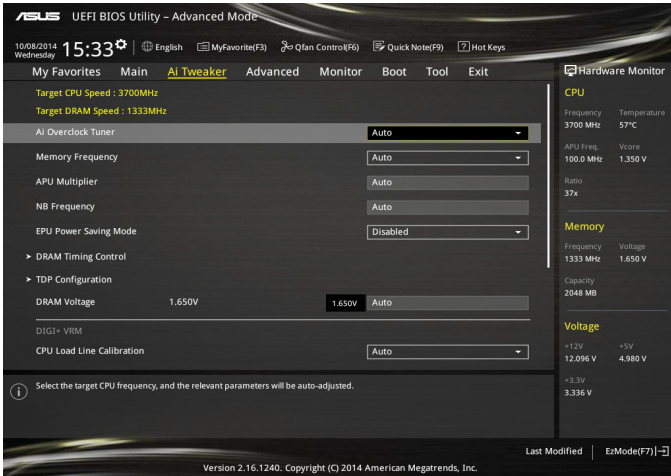 ASUS UEFI BIOS Utility – Advanced Mode
10/08/2014 Wednesday 15:33 English MyFavorite(F3) Qfan Control(F6) Quick Note(F9) ? Hot Keys
My Favorites Main Ai Tweaker Advanced Monitor Boot Tool Exit
Target CPU Speed : 3700MHz
Target DRAM Speed : 1333MHz
Ai Overclock Tuner Auto
Memory Frequency Auto
APU Multiplier Auto
NB Frequency Auto
EPU Power Saving Mode Disabled
> DRAM Timing Control
> TDP Configuration
DRAM Voltage 1.650V 1.650V Auto
DIGI+ VRM
CPU Load Line Calibration Auto
Hardware Monitor
CPU
Frequency Temperature
3700 MHz 57°C
APU Freq. Vcore
100.0 MHz 1.350 V
Ratio
37x
Memory
Frequency Voltage
1333 MHz 1.650 V
Capacity
2048 MB
Voltage
+12V +5V
12.096 V 4.980 V
+3.3V
3.336 V
i Select the target CPU frequency, and the relevant parameters will be auto-adjusted.
Last Modified EzMode(F7)
Version 2.16.1240. Copyright (C) 2014 American Megatrends, Inc.